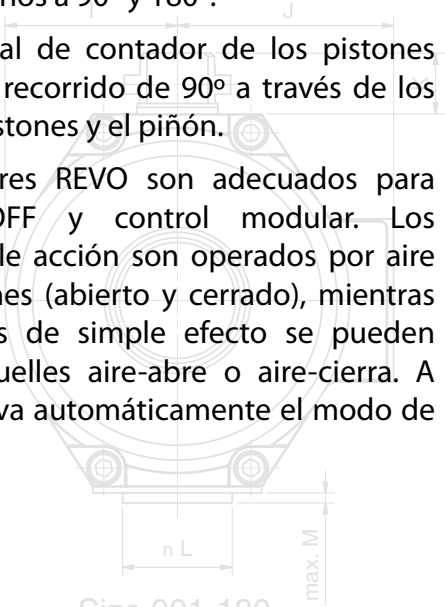 nos a 90° y 180°.
I J
al de contador de los pistones
recorrido de 90º a través de los
stones y el piñón.
res REVO son adecuados para
OFF y control modular. Los
le acción son operados por aire
nes (abierto y cerrado), mientras
s de simple efecto se pueden
uelles aire-abre o aire-cierra. A
va automáticamente el modo de
n L
max. M
Size 001-180